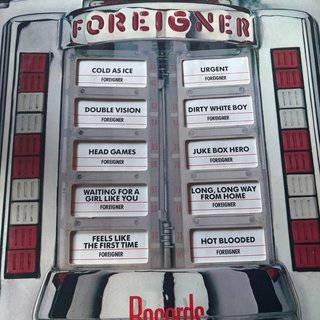 FOREIGNER
COLD AS ICE
FOREIGNER
DOUBLE VISION
FOREIGNER
HEAD GAMES
FOREIGNER
WAITING FOR A
GIRL LIKE YOU
FOREIGNER
FEELS LIKE
THE FIRST TIME
FOREIGNER
URGENT
FOREIGNER
DIRTY WHITE BOY
FOREIGNER
JUKE BOX HERO
FOREIGNER
LONG, LONG WAY
FROM HOME
FOREIGNER
HOT BLOODED
FOREIGNER
Records